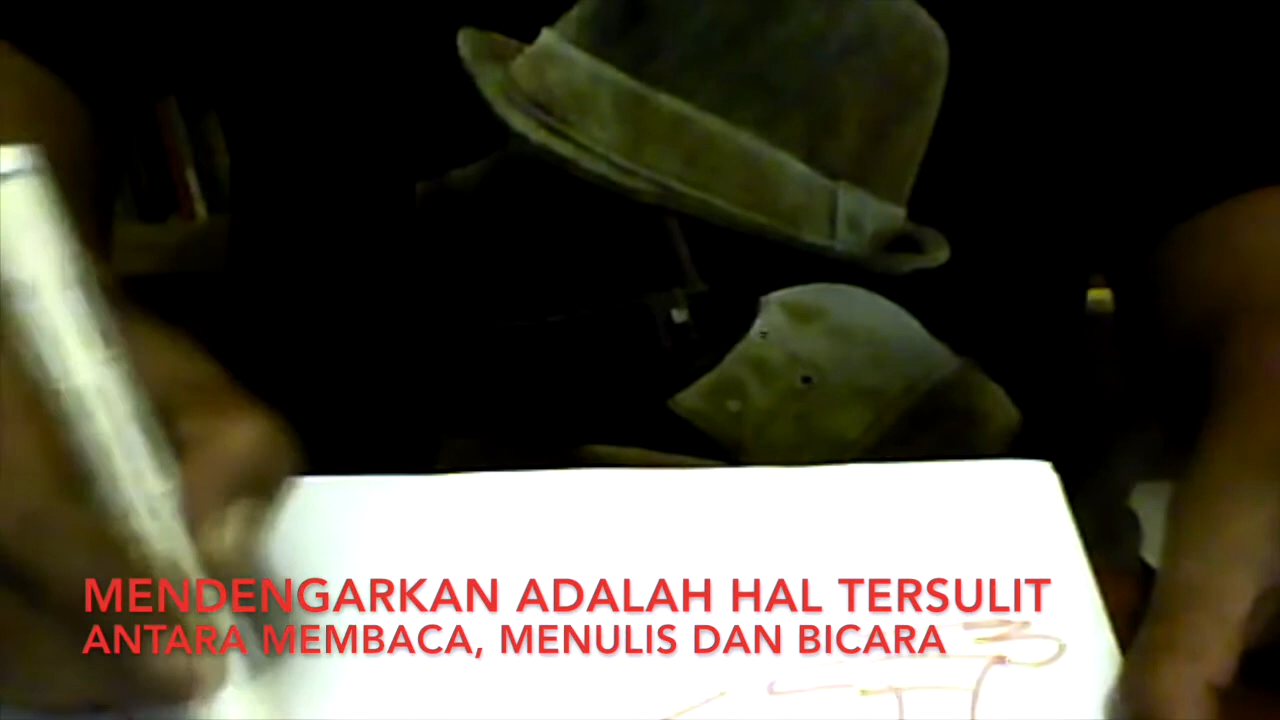 MENDENGARKAN ADALAH HAL TERSULIT
ANTARA MEMBACA, MENULIS DAN BICARA